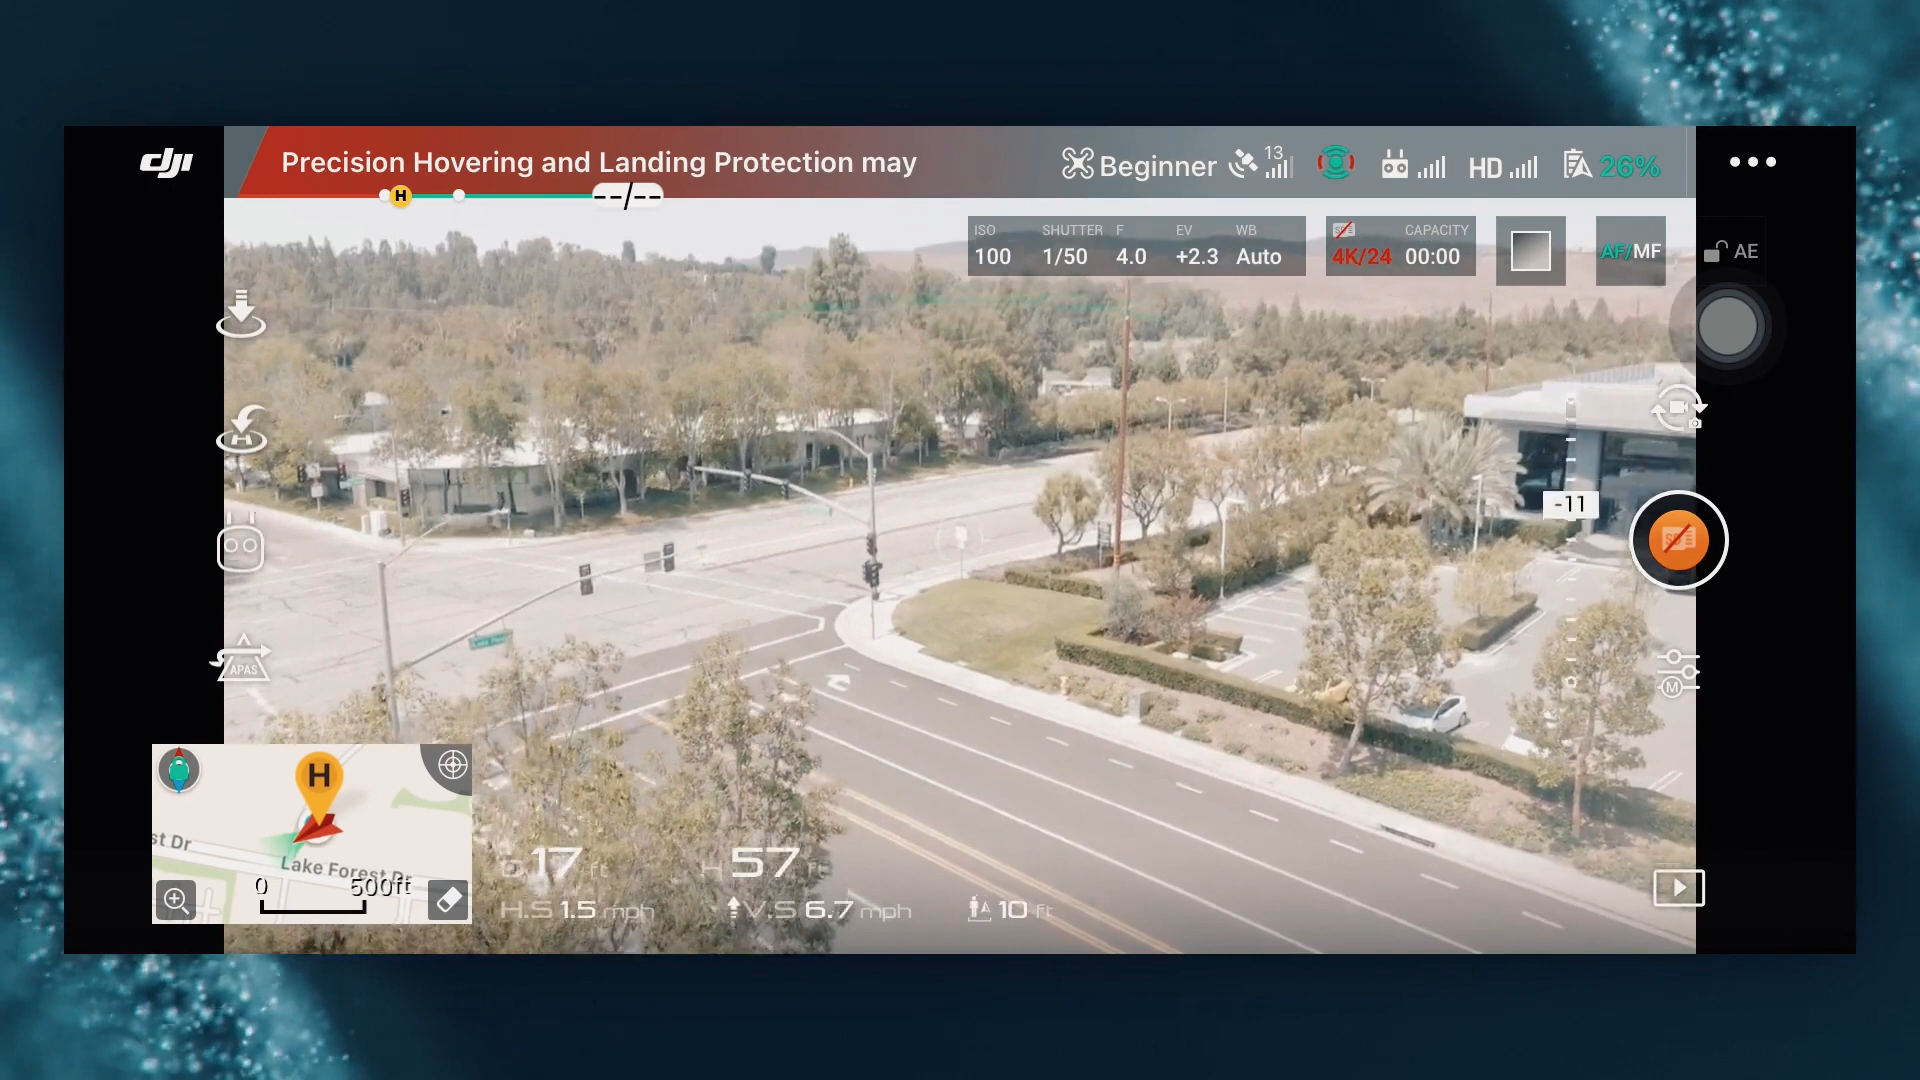 dji
Precision Hovering and Landing Protection may
Beginner
13
HD
26%
H
--/--
ISO SHUTTER F EV WB
100 1/50 4.0 +2.3 Auto
CAPACITY
4K/24 00:00
AF/MF
AE
H
-11
SD
APAS
M
H
st Dr
Lake Forest Dr
0 500ft
D 17 ft
H 57 ft
H.S 1.5 mph
V.S 6.7 mph
10 ft